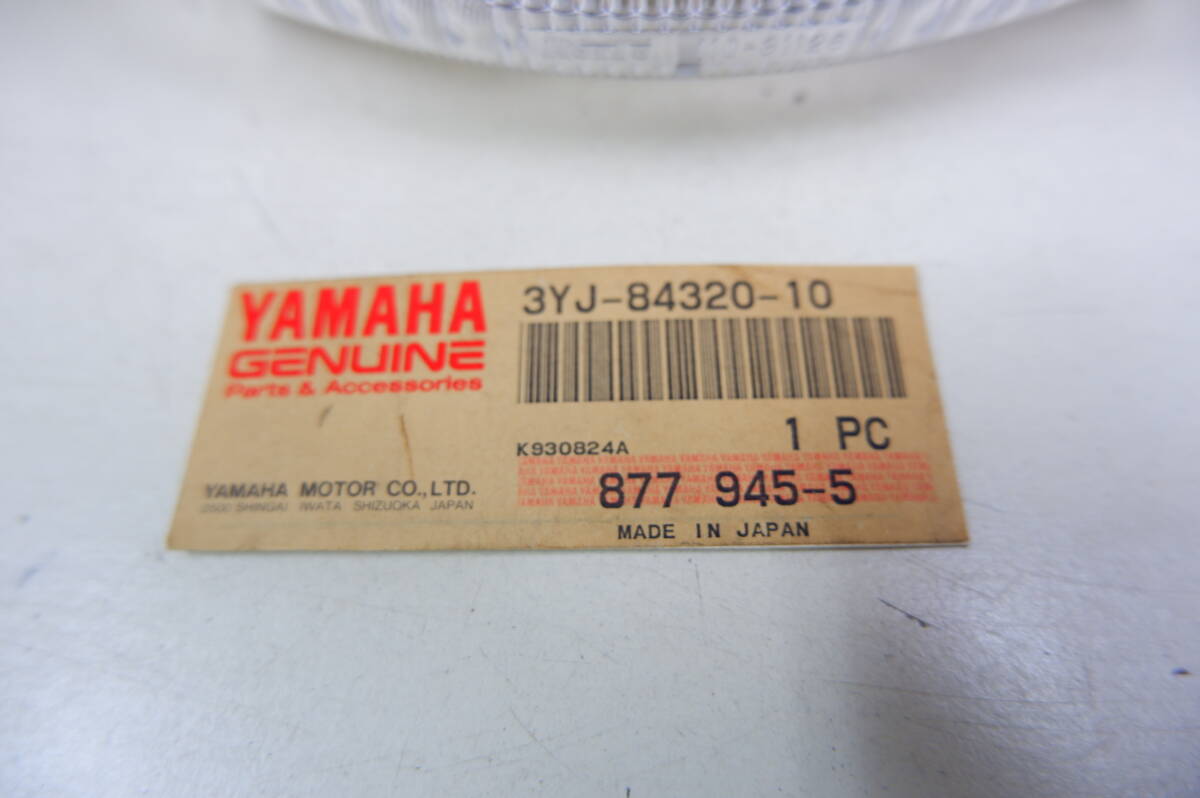 YAMAHA
GENUINE
Parts & Accessories
3YJ-84320-10
1 PC
K930824A
877 945-5
YAMAHA MOTOR CO.,LTD.
2500 SHINGAI IWATA SHIZUOKA JAPAN
MADE IN JAPAN